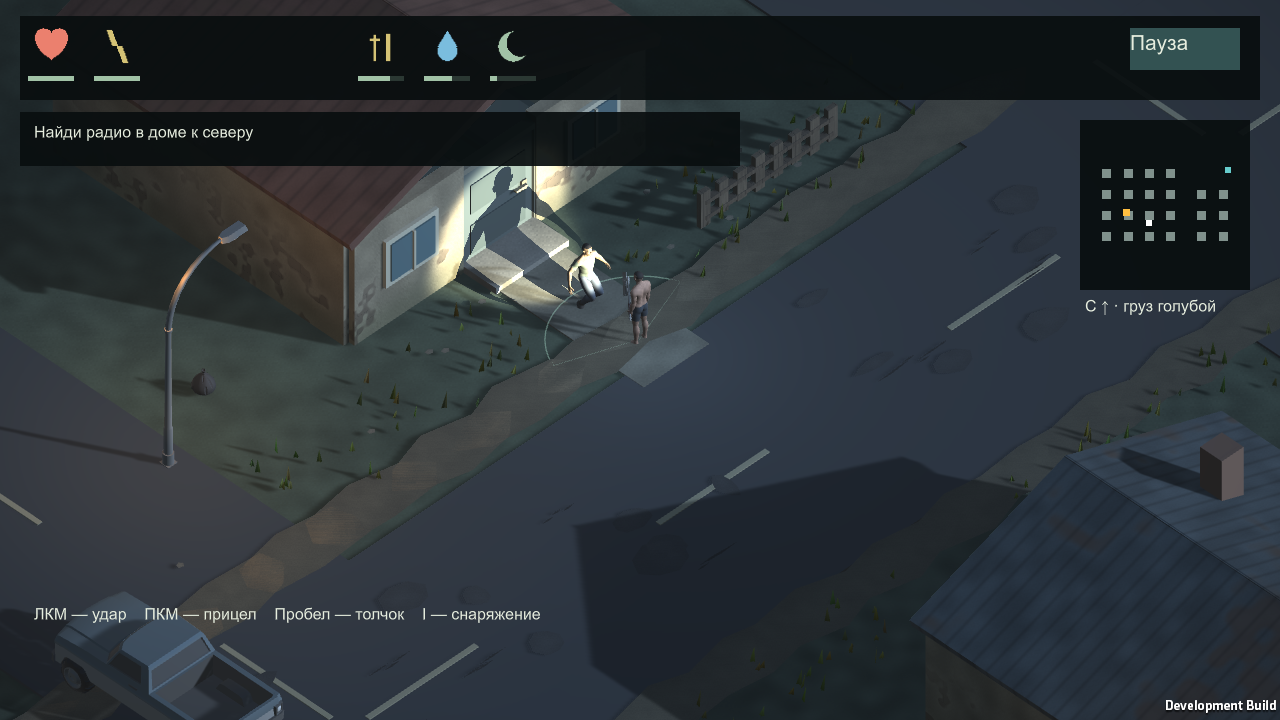 Пауза
Найди радио в доме к северу
С ↑ · груз голубой
ЛКМ — удар ПКМ — прицел Пробел — толчок I — снаряжение
Development Build